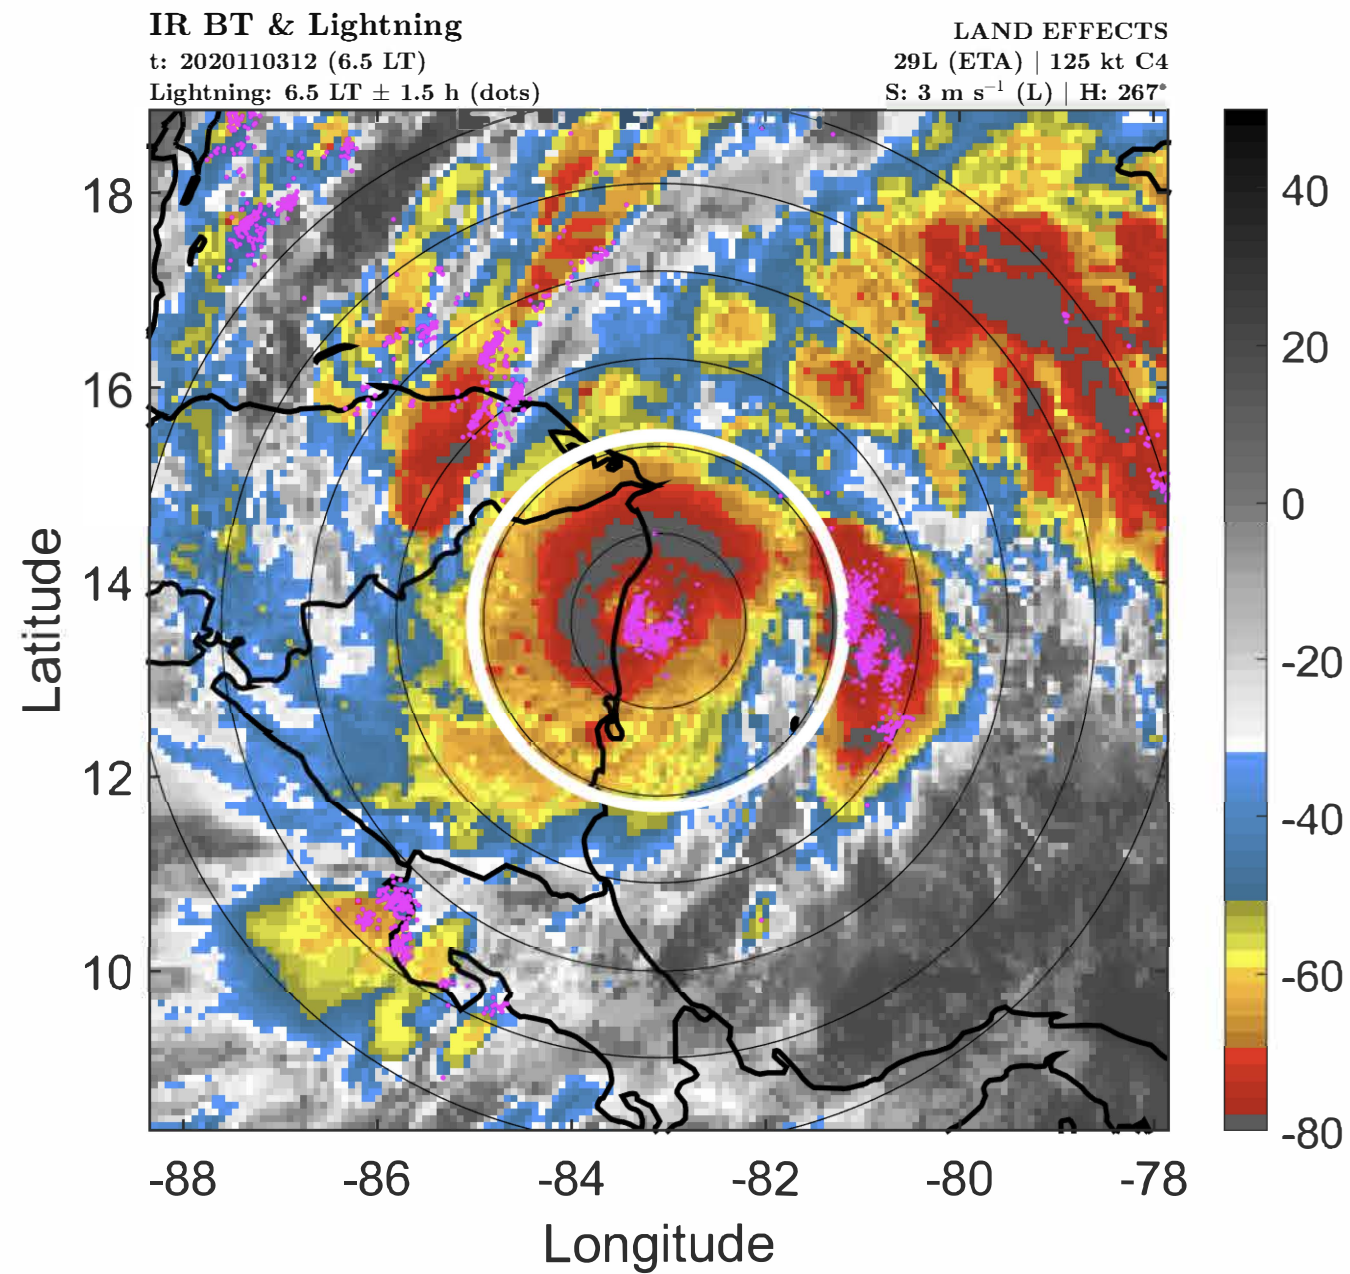 IR BT & Lightning
t: 2020110312 (6.5 LT)
Lightning: 6.5 LT ± 1.5 h (dots)
LAND EFFECTS
29L (ETA) | 125 kt C4
S: 3 m s⁻¹ (L) | H: 267°
18
16
14
12
10
Latitude
-88
-86
-84
-82
-80
-78
Longitude
40
20
0
-20
-40
-60
-80